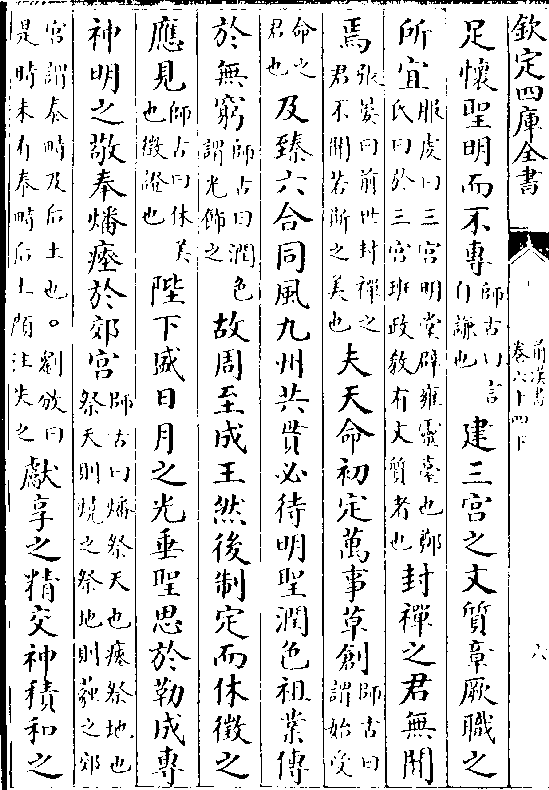 欽定四庫全書
前漢書
卷六十四下
六
足懷聖明而不專師古曰言自謙也建三宮之文質章厥職之
所宜服虔曰三宮明堂辟雍靈臺也鄭氏曰於三宮班政教有文質者也封禪之君無聞
焉張晏曰前世封禪之君不聞若斯之美也夫天命初定萬事草創師古曰謂始受
命之君也及臻六合同風九州共貫必待明聖潤色祖業傳
於無窮師古曰潤色謂光飾之故周至成王然後制定而休徵之
應見師古曰休美也徵證也陛下盛日月之光垂聖思於勒成專
神明之敬奉燔瘞於郊宮師古曰燔祭天也瘞祭地也祭天則燒之祭地則薶之郊
宮謂泰畤及后土也。劉攽曰是時未有泰畤后土顔注失之獻享之精交神積和之